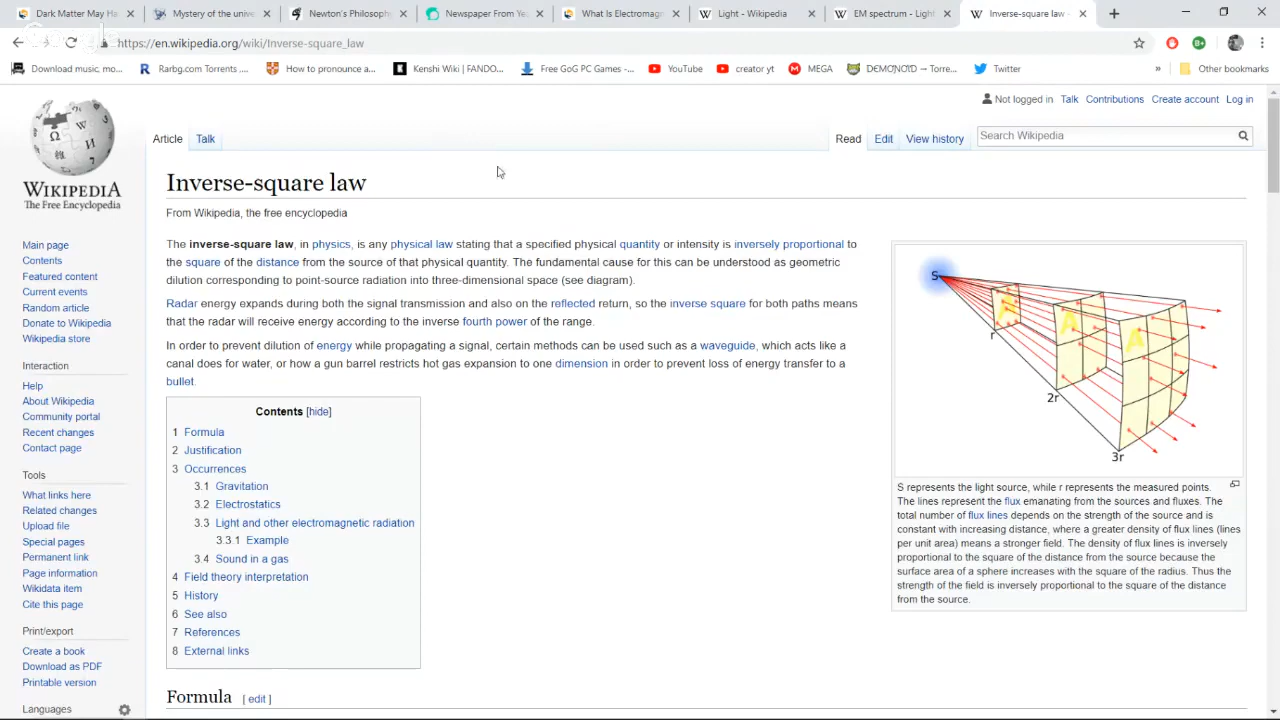 Dark Matter May Ha
Mystery of the unive
Newton's Philosophy
Newspaper From Ye
What Is Electromagn
Light - Wikipedia
EM spectrum - Light
Inverse-square law -
https://en.wikipedia.org/wiki/Inverse-square_law
Download music, mo...
Rarbg.com Torrents ,...
How to pronounce a...
Kenshi Wiki | FANDO...
Free GoG PC Games -...
YouTube
creator yt
MEGA
Twitter
»
Other bookmarks
Not logged in Talk Contributions Create account Log in
Article Talk
Read Edit View history
Search Wikipedia
WIKIPEDIA
The Free Encyclopedia
Main page
Contents
Featured content
Current events
Random article
Donate to Wikipedia
Wikipedia store
Interaction
Help
About Wikipedia
Community portal
Recent changes
Contact page
Tools
What links here
Related changes
Upload file
Special pages
Permanent link
Page information
Wikidata item
Cite this page
Print/export
Create a book
Download as PDF
Printable version
Languages
Inverse-square law
From Wikipedia, the free encyclopedia
The inverse-square law, in physics, is any physical law stating that a specified physical quantity or intensity is inversely proportional to
the square of the distance from the source of that physical quantity. The fundamental cause for this can be understood as geometric
dilution corresponding to point-source radiation into three-dimensional space (see diagram).
Radar energy expands during both the signal transmission and also on the reflected return, so the inverse square for both paths means
that the radar will receive energy according to the inverse fourth power of the range.
In order to prevent dilution of energy while propagating a signal, certain methods can be used such as a waveguide, which acts like a
canal does for water, or how a gun barrel restricts hot gas expansion to one dimension in order to prevent loss of energy transfer to a
bullet.
Contents [hide]
1 Formula
2 Justification
3 Occurrences
3.1 Gravitation
3.2 Electrostatics
3.3 Light and other electromagnetic radiation
3.3.1 Example
3.4 Sound in a gas
4 Field theory interpretation
5 History
6 See also
7 References
8 External links
Formula [ edit ]
S
A
A
A
r
2r
3r
S represents the light source, while r represents the measured points.
The lines represent the flux emanating from the sources and fluxes. The
total number of flux lines depends on the strength of the source and is
constant with increasing distance, where a greater density of flux lines (lines
per unit area) means a stronger field. The density of flux lines is inversely
proportional to the square of the distance from the source because the
surface area of a sphere increases with the square of the radius. Thus the
strength of the field is inversely proportional to the square of the distance
from the source.